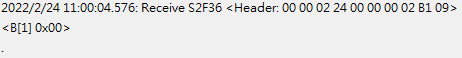 2022/2/24 11:00:04.576: Receive S2F36 <Header: 00 00 02 24 00 00 00 02 B1 09>
<B[1] 0x00>
.